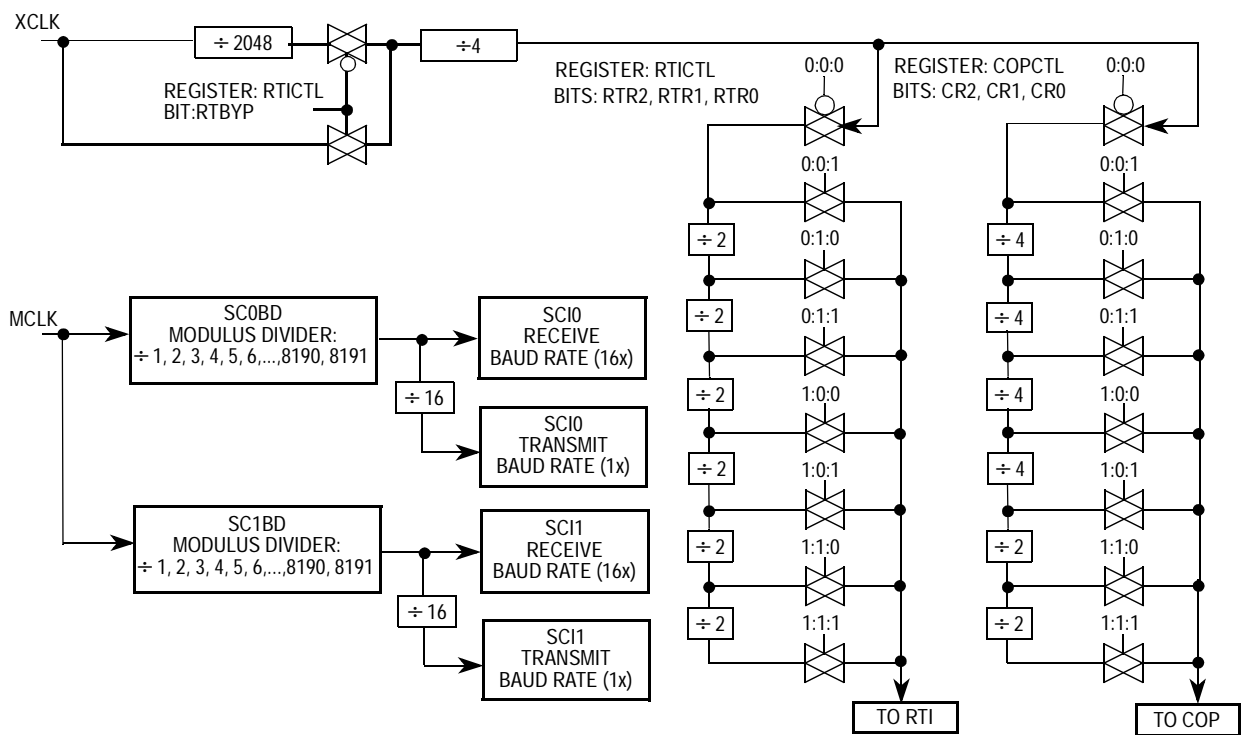 XCLK
÷ 2048
÷4
REGISTER: RTICTL
BIT:RTBYP
REGISTER: RTICTL
BITS: RTR2, RTR1, RTR0
0:0:0
REGISTER: COPCTL
BITS: CR2, CR1, CR0
0:0:0
0:0:1
÷ 2
0:1:0
÷ 2
0:1:1
÷ 2
1:0:0
÷ 2
1:0:1
÷ 2
1:1:0
÷ 2
1:1:1
TO RTI
0:0:1
÷ 4
0:1:0
÷ 4
0:1:1
÷ 4
1:0:0
÷ 4
1:0:1
÷ 2
1:1:0
÷ 2
1:1:1
TO COP
MCLK
SC0BD
MODULUS DIVIDER:
÷ 1, 2, 3, 4, 5, 6,...,8190, 8191
SCI0
RECEIVE
BAUD RATE (16x)
÷ 16
SCI0
TRANSMIT
BAUD RATE (1x)
SC1BD
MODULUS DIVIDER:
÷ 1, 2, 3, 4, 5, 6,...,8190, 8191
SCI1
RECEIVE
BAUD RATE (16x)
÷ 16
SCI1
TRANSMIT
BAUD RATE (1x)